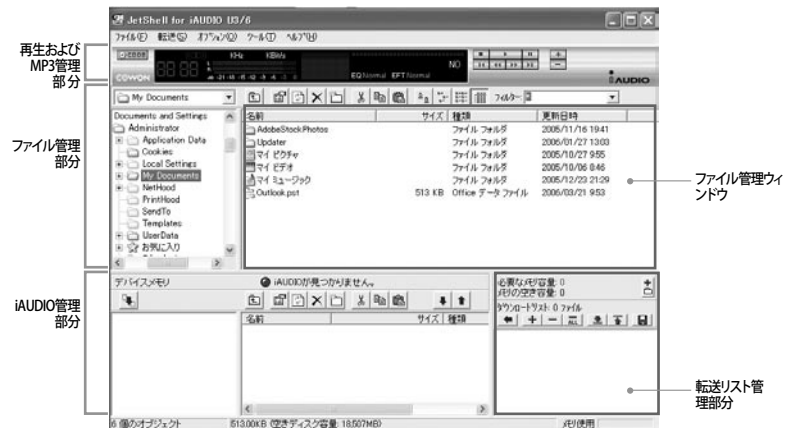 JetShell for iAUDIO U3/6
ファイル(F) 転送(S) オプション(O) ツール(T) ヘルプ(H)
再生および
MP3管理
部分
KHz KBit/s
NO
COWON
EQ Normal EFT Normal
iAUDIO
My Documents
フィルター:
ファイル管理
部分
Documents and Settings
Administrator
Application Data
Cookies
Local Settings
My Documents
NetHood
PrintHood
SendTo
Templates
UserData
お気に入り
名前 サイズ 種類 更新日時
AdobeStockPhotos ファイル フォルダ 2005/11/16 19:41
Updater ファイル フォルダ 2006/01/27 13:03
マイ ピクチャ ファイル フォルダ 2005/10/27 9:55
マイ ビデオ ファイル フォルダ 2005/10/06 8:46
マイ ミュージック ファイル フォルダ 2005/12/23 21:29
Outlook.pst 513 KB Office データ ファイル 2006/03/21 9:53
ファイル管理ウィ
ンドウ
iAUDIO管理
部分
デバイスメモリ
iAUDIOが見つかりません。
名前 サイズ 種類
必要なメモリ容量: 0
メモリの空き容量: 0
ダウンロードリスト: 0 ファイル
ALL
転送リスト管
理部分
6 個のオブジェクト 513.00KB (空きディスク容量: 18,507MB) メモリ使用